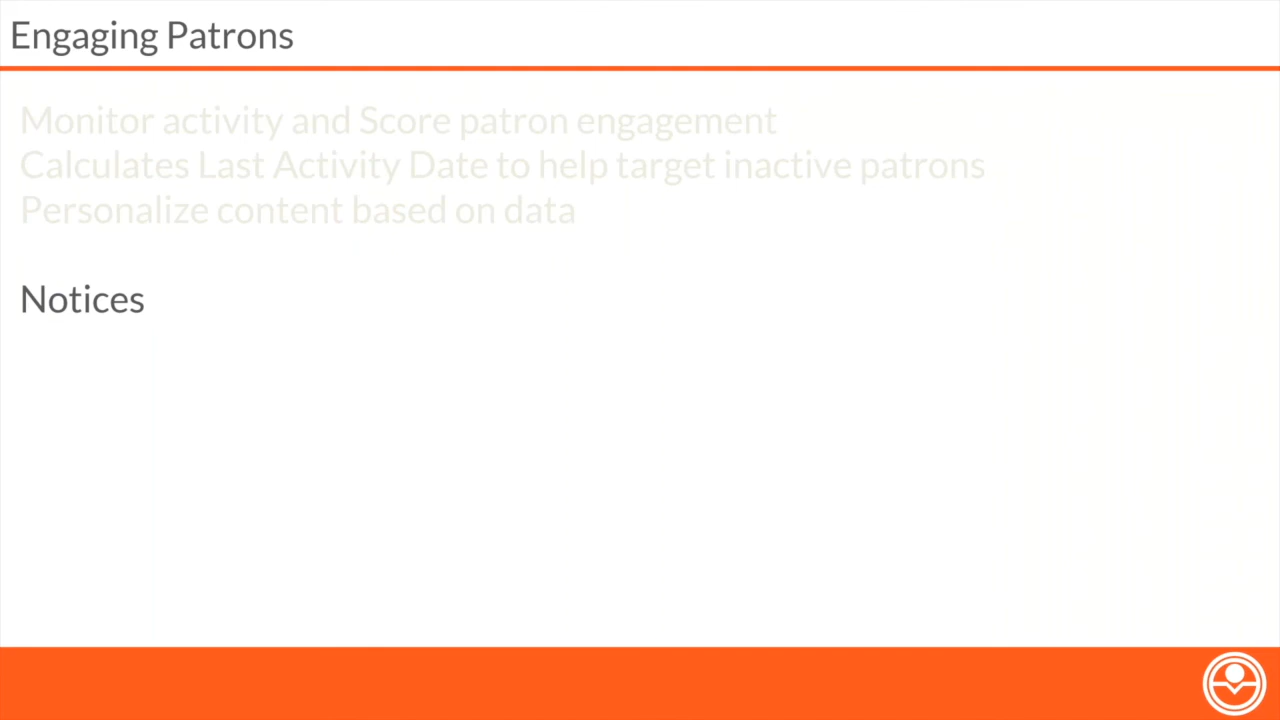 Engaging Patrons
Monitor activity and Score patron engagement
Calculates Last Activity Date to help target inactive patrons
Personalize content based on data
Notices